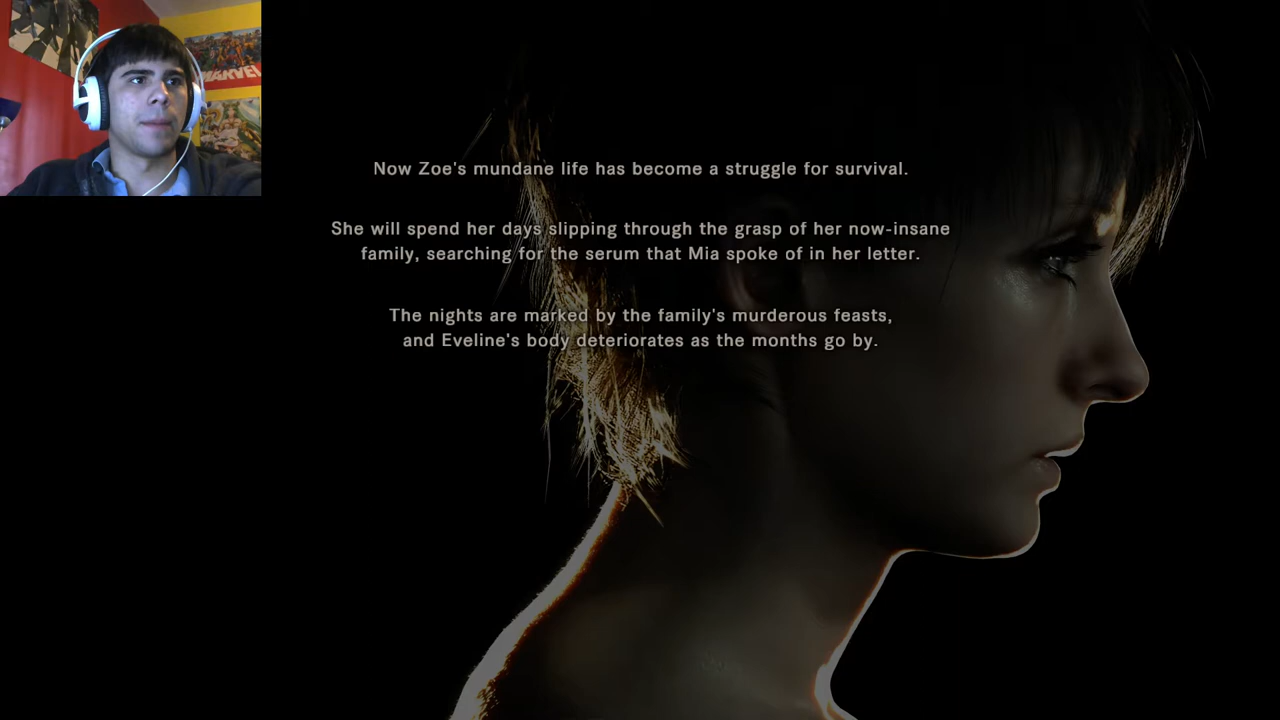 MARVEL
Now Zoe's mundane life has become a struggle for survival.
She will spend her days slipping through the grasp of her now-insane
family, searching for the serum that Mia spoke of in her letter.
The nights are marked by the family's murderous feasts,
and Eveline's body deteriorates as the months go by.